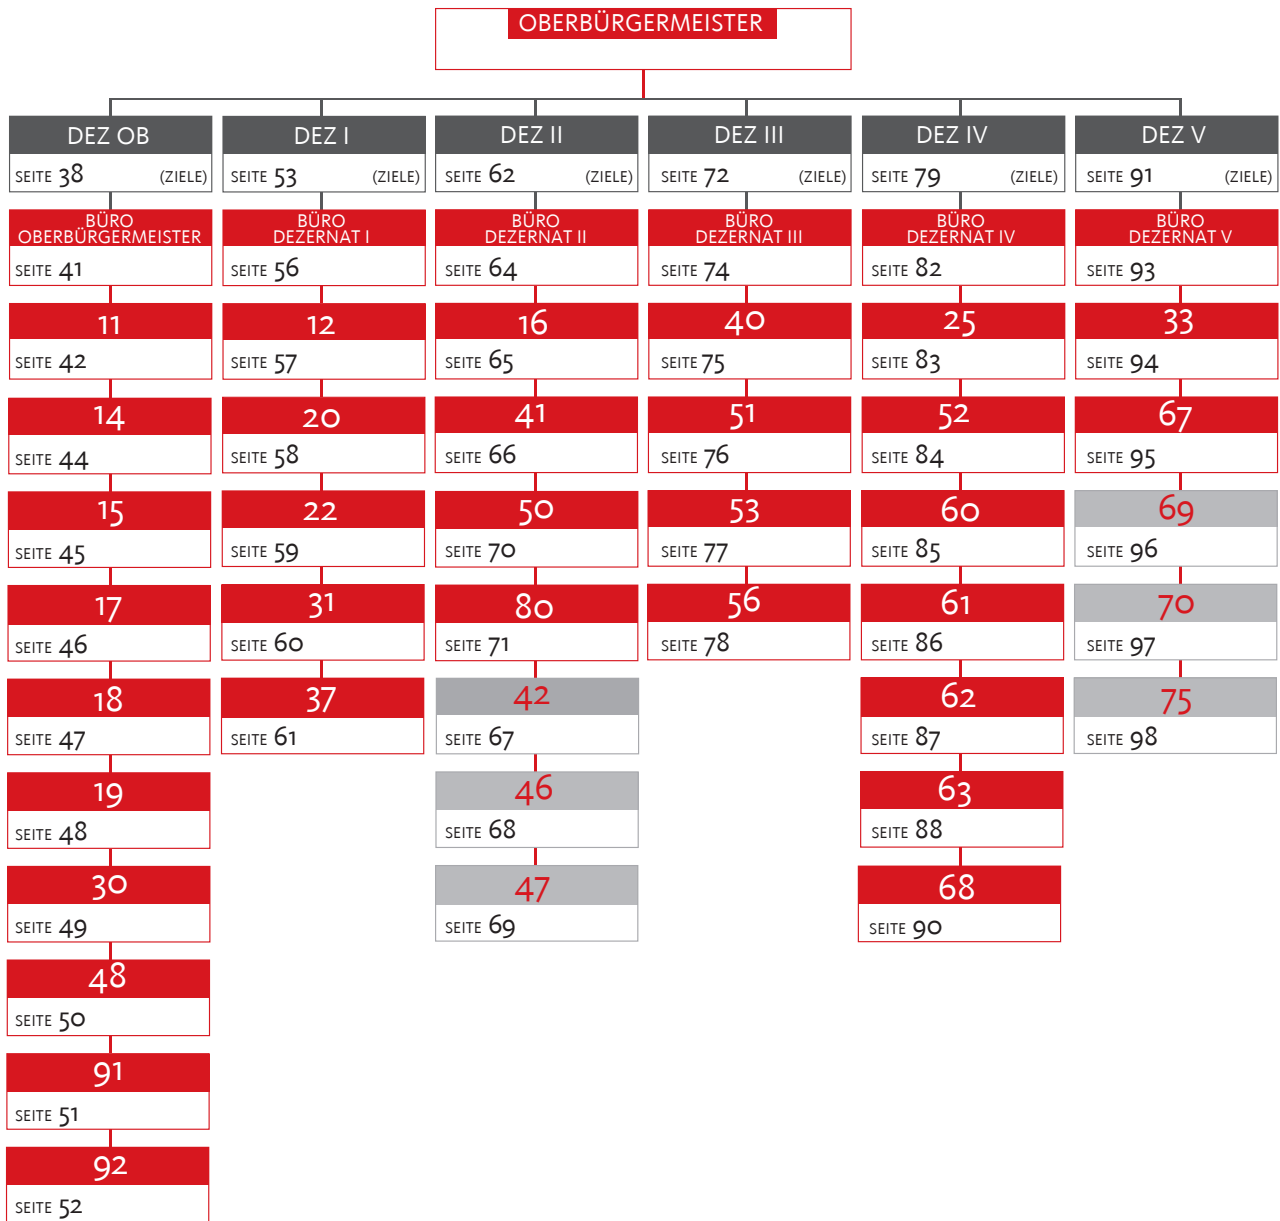 OBERBÜRGERMEISTER
DEZ OB
SEITE 38 (ZIELE)
BÜRO
OBERBÜRGERMEISTER
SEITE 41
11
SEITE 42
14
SEITE 44
15
SEITE 45
17
SEITE 46
18
SEITE 47
19
SEITE 48
30
SEITE 49
48
SEITE 50
91
SEITE 51
92
SEITE 52
DEZ I
SEITE 53 (ZIELE)
BÜRO
DEZERNAT I
SEITE 56
12
SEITE 57
20
SEITE 58
22
SEITE 59
31
SEITE 60
37
SEITE 61
DEZ II
SEITE 62 (ZIELE)
BÜRO
DEZERNAT II
SEITE 64
16
SEITE 65
41
SEITE 66
50
SEITE 70
80
SEITE 71
42
SEITE 67
46
SEITE 68
47
SEITE 69
DEZ III
SEITE 72 (ZIELE)
BÜRO
DEZERNAT III
SEITE 74
40
SEITE 75
51
SEITE 76
53
SEITE 77
56
SEITE 78
DEZ IV
SEITE 79 (ZIELE)
BÜRO
DEZERNAT IV
SEITE 82
25
SEITE 83
52
SEITE 84
60
SEITE 85
61
SEITE 86
62
SEITE 87
63
SEITE 88
68
SEITE 90
DEZ V
SEITE 91 (ZIELE)
BÜRO
DEZERNAT V
SEITE 93
33
SEITE 94
67
SEITE 95
69
SEITE 96
70
SEITE 97
75
SEITE 98